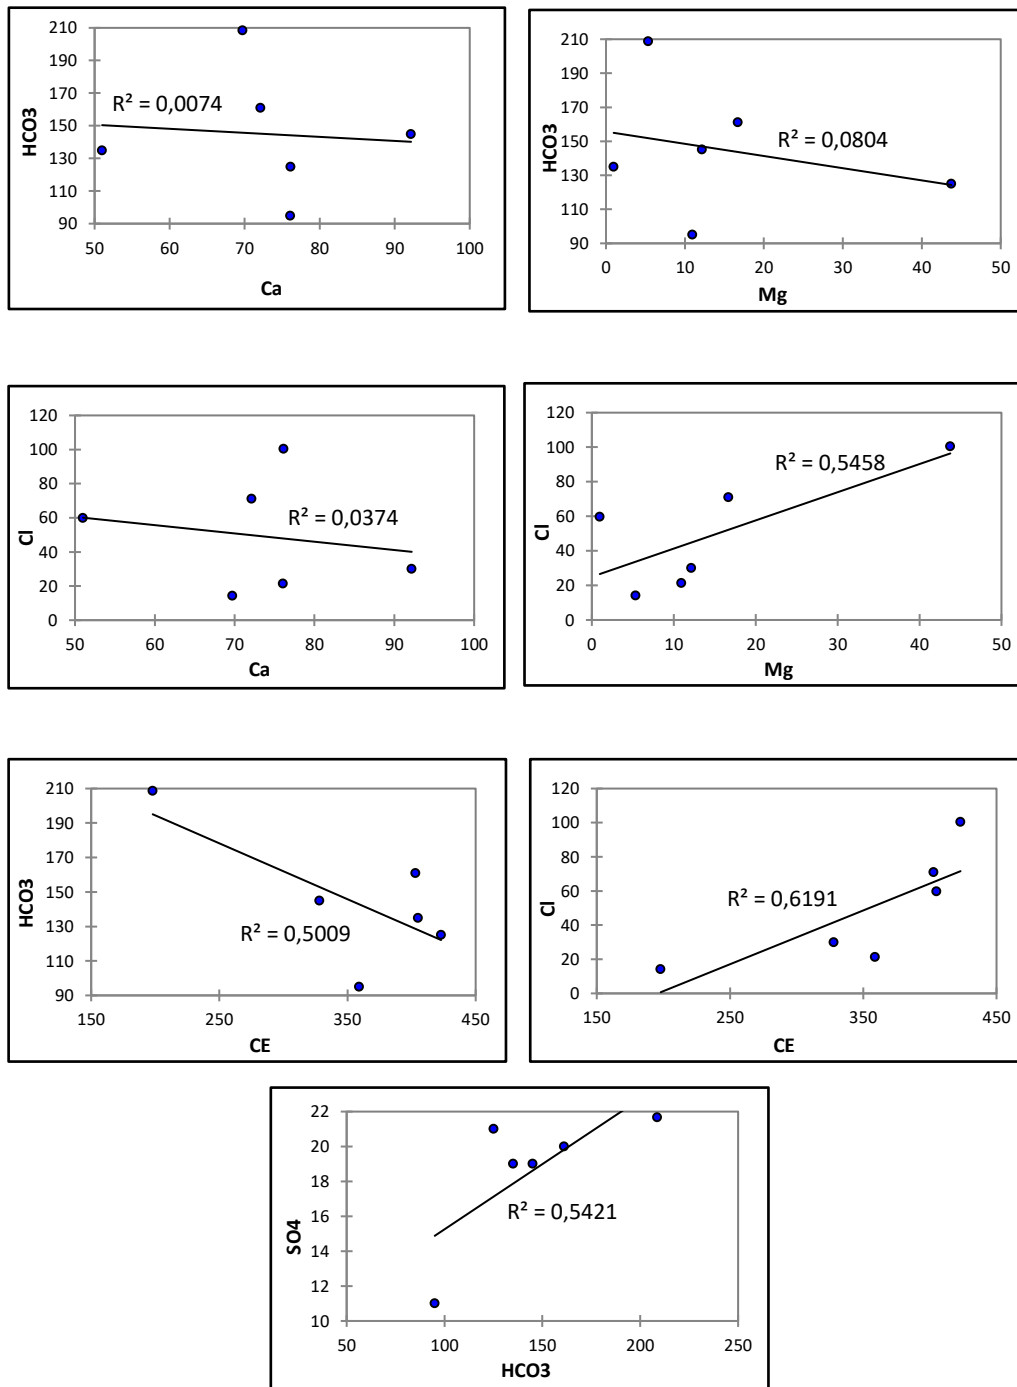 210
190
170
150
130
110
90
HCO3
R² = 0,0074
50 60 70 80 90 100
Ca
210
190
170
150
130
110
90
HCO3
R² = 0,0804
0 10 20 30 40 50
Mg
120
100
80
60
40
20
0
Cl
R² = 0,0374
50 60 70 80 90 100
Ca
120
100
80
60
40
20
0
Cl
R² = 0,5458
0 10 20 30 40 50
Mg
210
190
170
150
130
110
90
HCO3
R² = 0,5009
150 250 350 450
CE
120
100
80
60
40
20
0
Cl
R² = 0,6191
150 250 350 450
CE
22
20
18
16
14
12
10
SO4
R² = 0,5421
50 100 150 200 250
HCO3